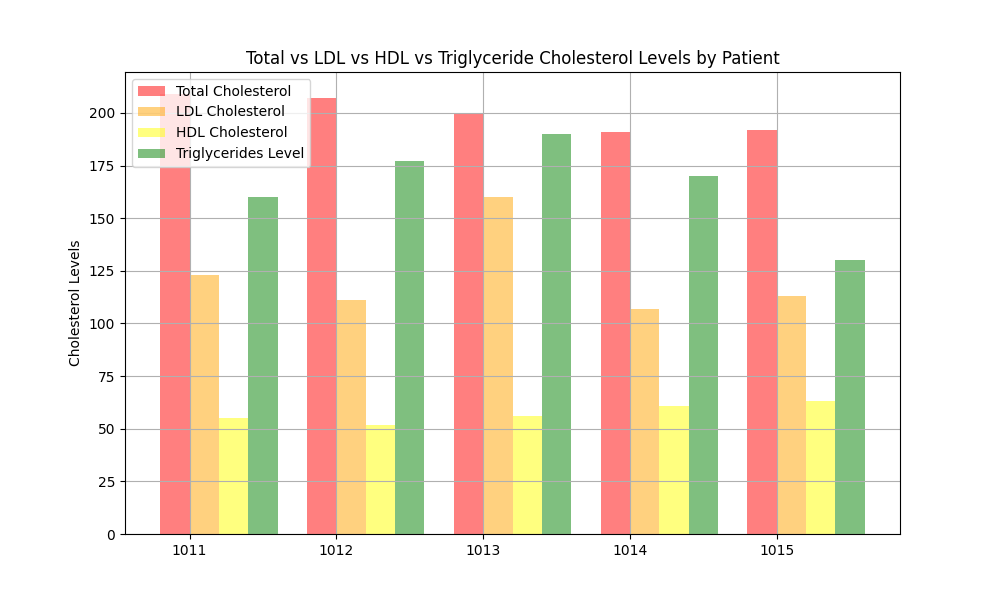 Total vs LDL vs HDL vs Triglyceride Cholesterol Levels by Patient
Total Cholesterol
LDL Cholesterol
HDL Cholesterol
Triglycerides Level
Cholesterol Levels
200
175
150
125
100
75
50
25
0
1011 1012 1013 1014 1015